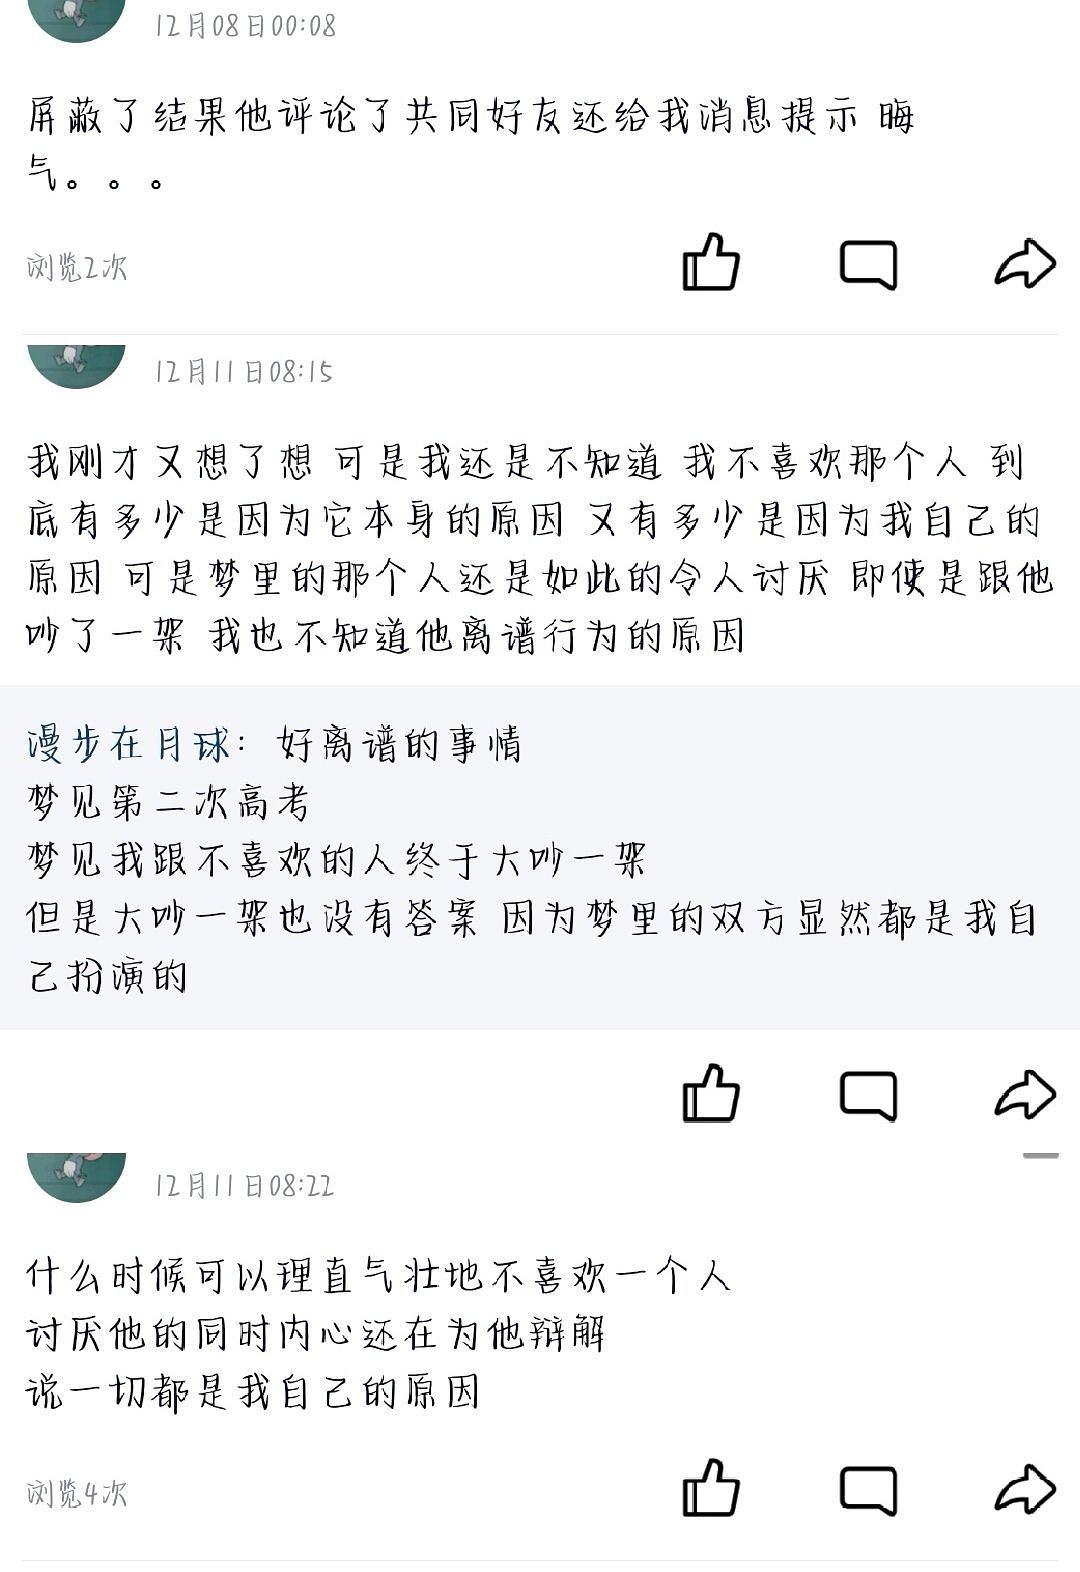 12月08日00:08
屏蔽了结果他评论了共同好友还给我消息提示 晦
气。。。
浏览2次
12月11日08:15
我刚才又想了想 可是我还是不知道 我不喜欢那个人 到
底有多少是因为它本身的原因 又有多少是因为我自己的
原因 可是梦里的那个人还是如此的令人讨厌 即使是跟他
吵了一架 我也不知道他离谱行为的原因
漫步在月球：好离谱的事情
梦见第二次高考
梦见我跟不喜欢的人终于大吵一架
但是大吵一架也没有答案 因为梦里的双方显然都是我自
己扮演的
12月11日08:22
什么时候可以理直气壮地不喜欢一个人
讨厌他的同时内心还在为他辩解
说一切都是我自己的原因
浏览4次